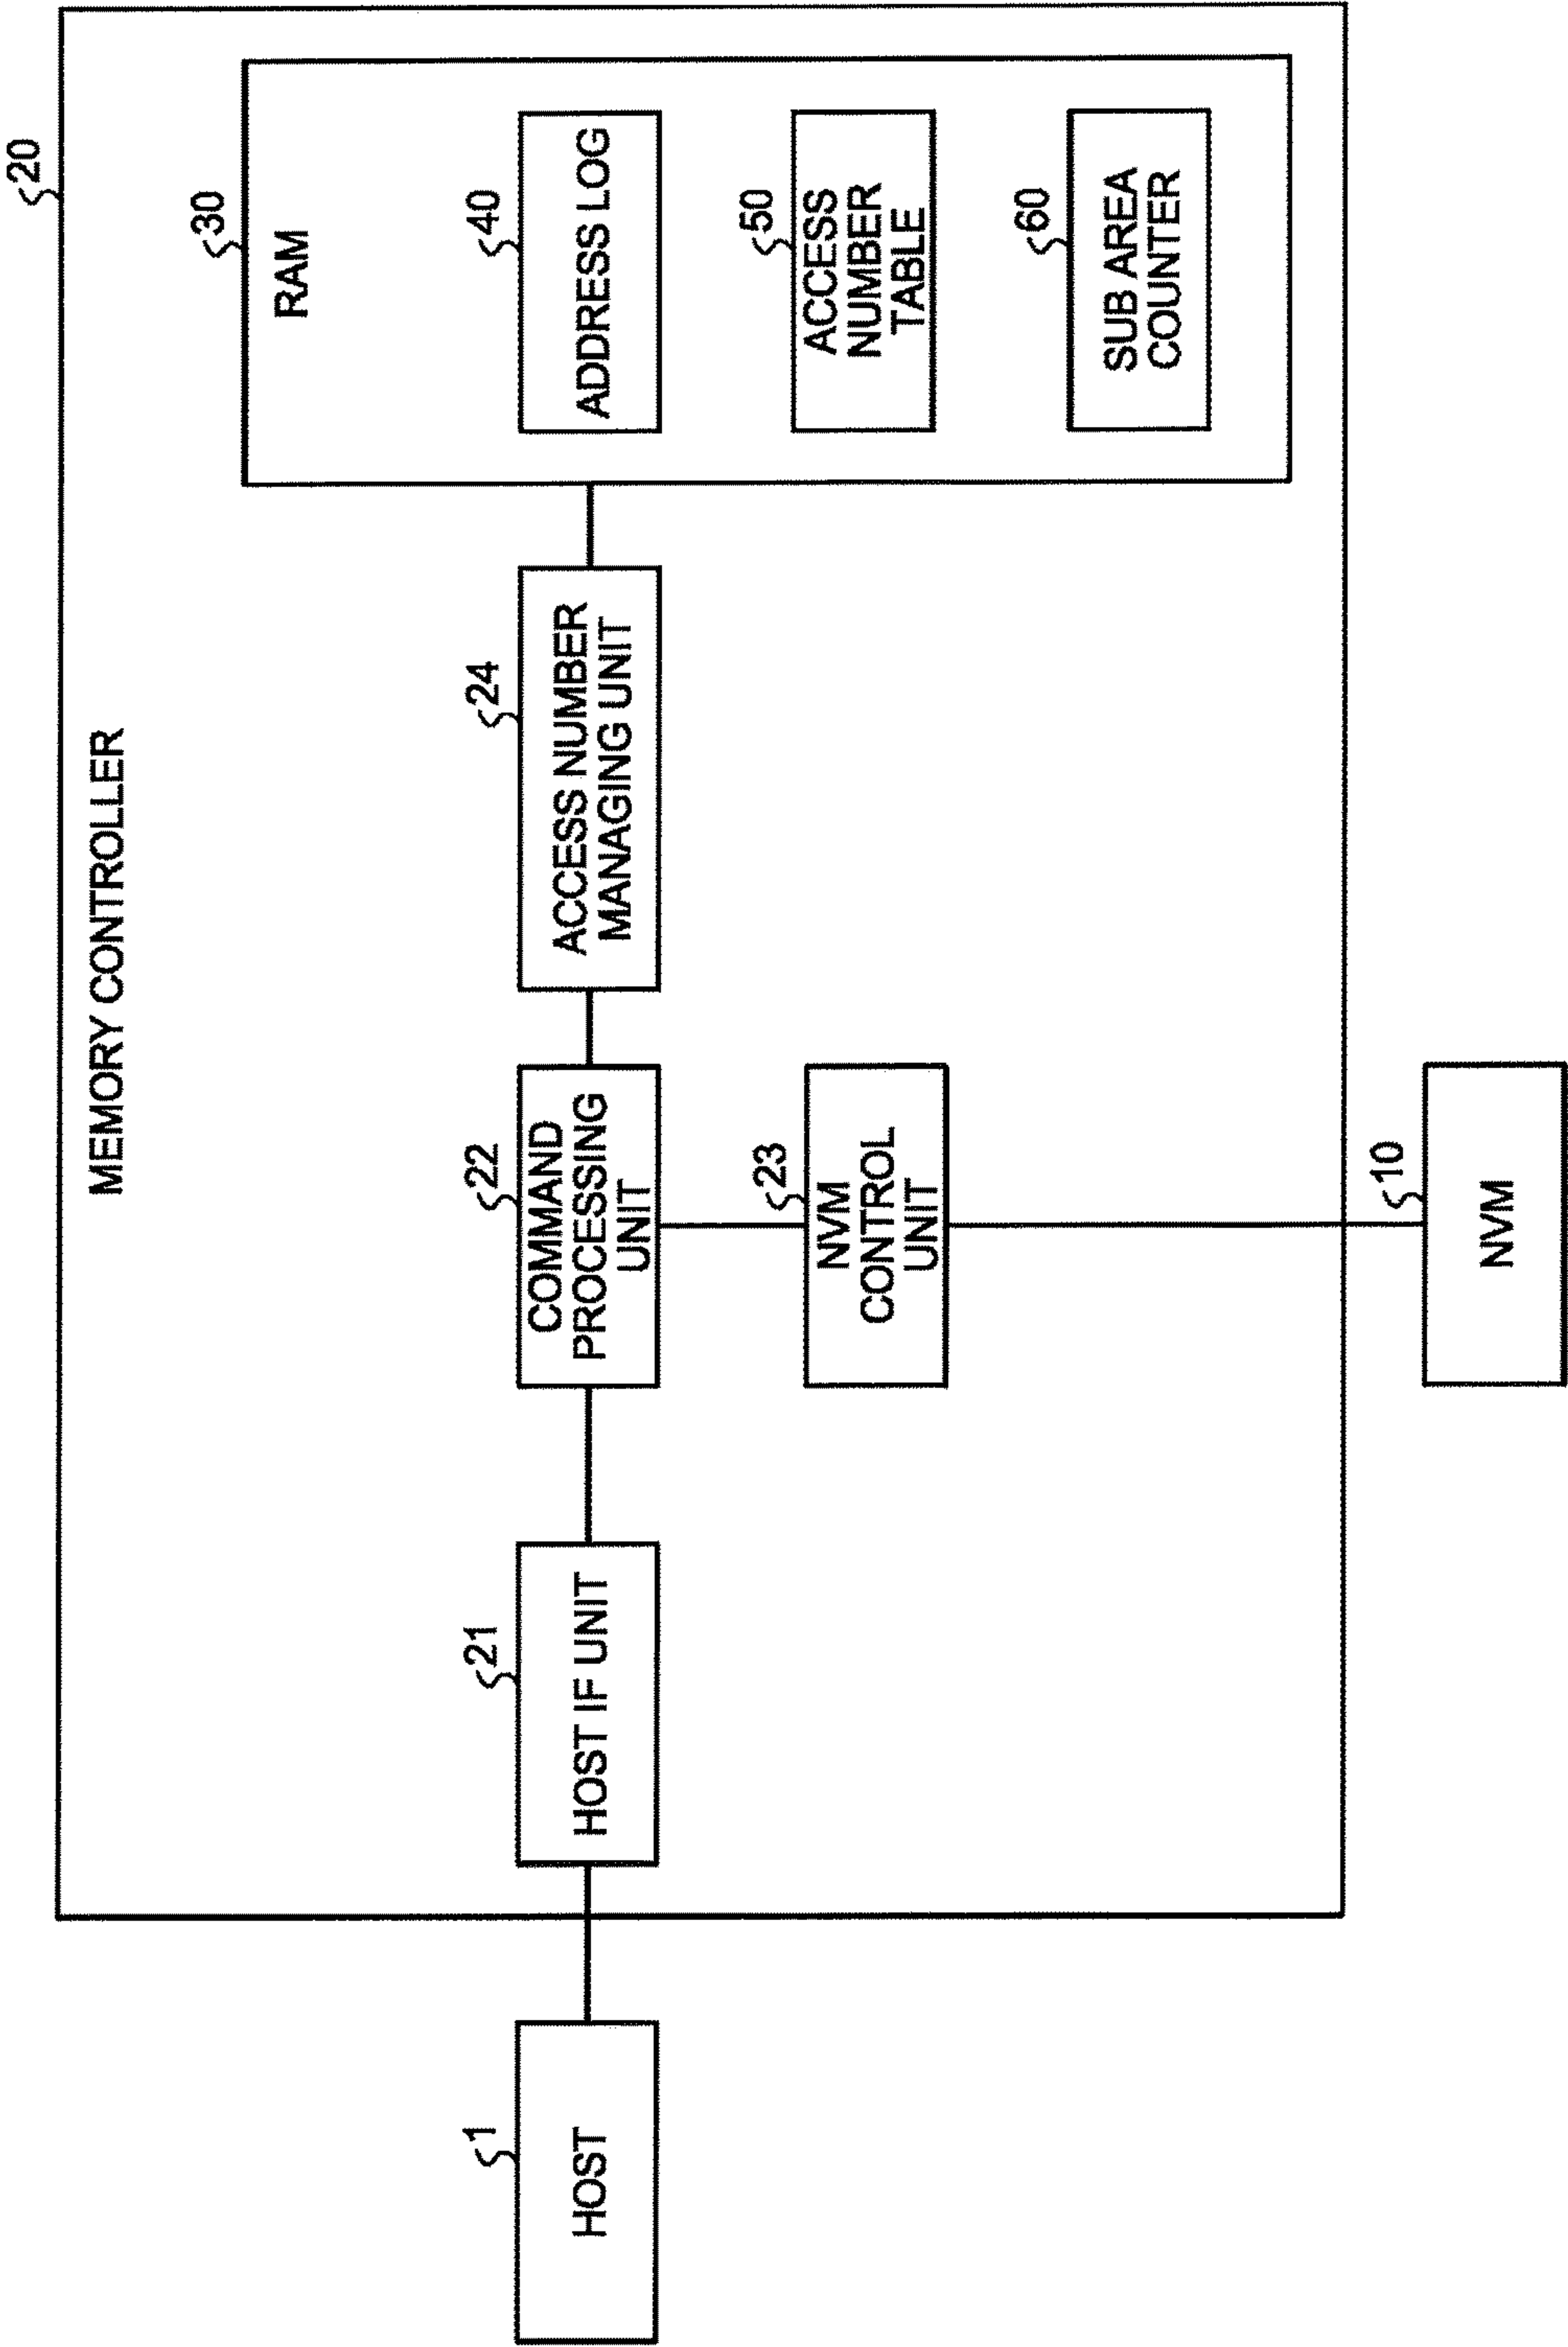 20
MEMORY CONTROLLER
30
RAM
1
HOST
21
HOST IF UNIT
22
COMMAND
PROCESSING
UNIT
24
ACCESS NUMBER
MANAGING UNIT
40
ADDRESS LOG
23
NVM
CONTROL
UNIT
50
ACCESS
NUMBER
TABLE
60
SUB AREA
COUNTER
10
NVM